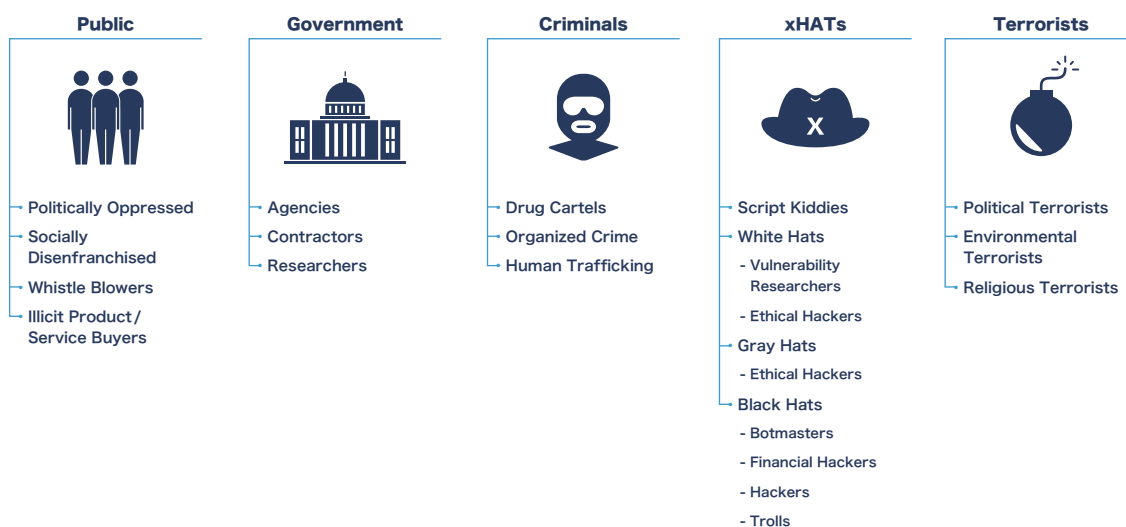 Public
Politically Oppressed
Socially
Disenfranchised
Whistle Blowers
Illicit Product/
Service Buyers
Government
Agencies
Contractors
Researchers
Criminals
Drug Cartels
Organized Crime
Human Trafficking
xHATs
X
Script Kiddies
White Hats
- Vulnerability
Researchers
- Ethical Hackers
Gray Hats
- Ethical Hackers
Black Hats
- Botmasters
- Financial Hackers
- Hackers
- Trolls
Terrorists
Political Terrorists
Environmental
Terrorists
Religious Terrorists